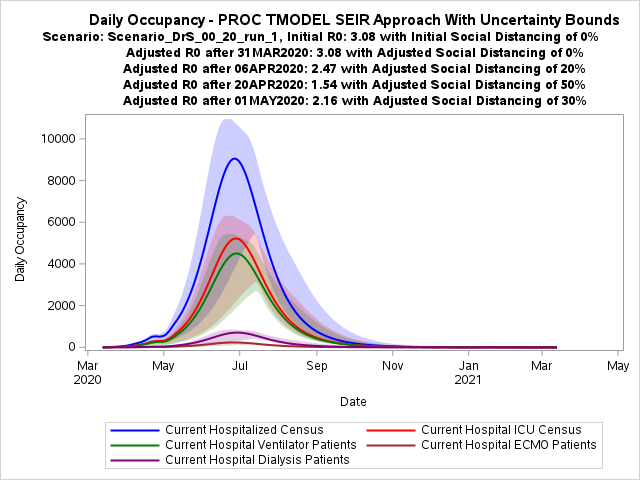 Daily Occupancy - PROC TMODEL SEIR Approach With Uncertainty Bounds
Scenario: Scenario_DrS_00_20_run_1, Initial R0: 3.08 with Initial Social Distancing of 0%
Adjusted R0 after 31MAR2020: 3.08 with Adjusted Social Distancing of 0%
Adjusted R0 after 06APR2020: 2.47 with Adjusted Social Distancing of 20%
Adjusted R0 after 20APR2020: 1.54 with Adjusted Social Distancing of 50%
Adjusted R0 after 01MAY2020: 2.16 with Adjusted Social Distancing of 30%
Daily Occupancy
10000
8000
6000
4000
2000
0
Mar May Jul Sep Nov Jan Mar May
2020 2021
Date
Current Hospitalized Census Current Hospital ICU Census
Current Hospital Ventilator Patients Current Hospital ECMO Patients
Current Hospital Dialysis Patients